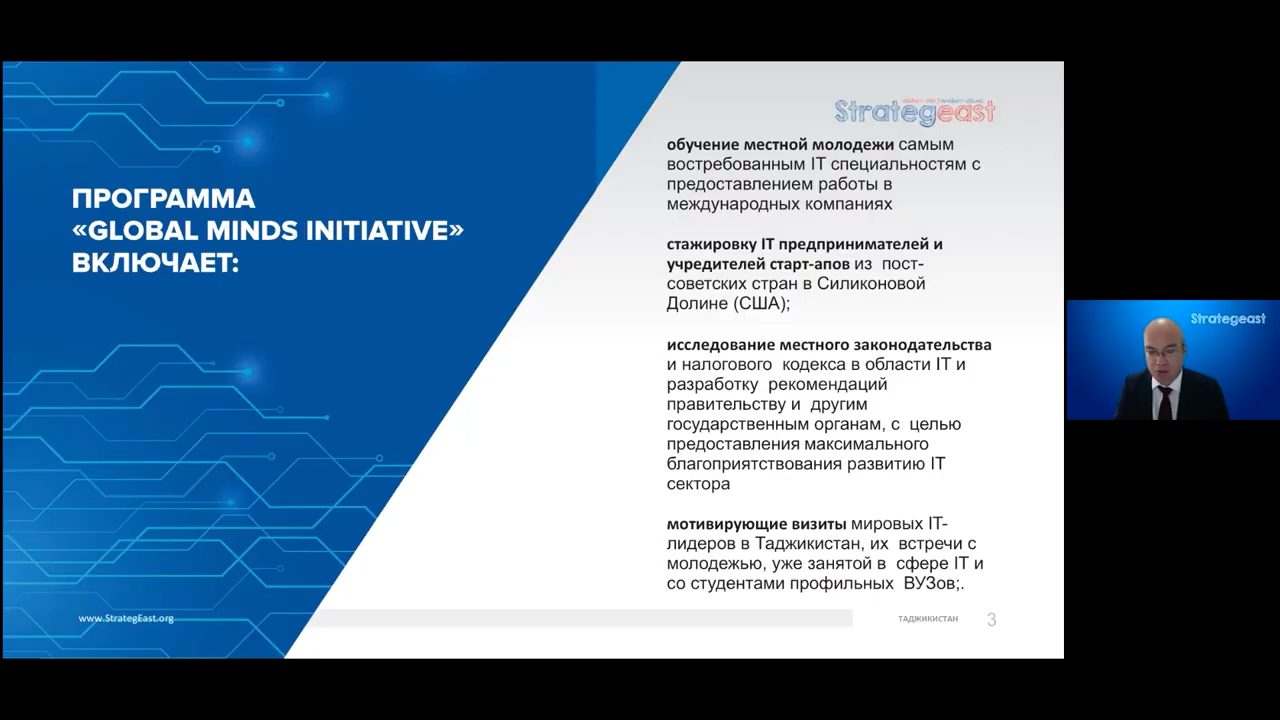 ПРОГРАММА
«GLOBAL MINDS INITIATIVE»
ВКЛЮЧАЕТ:
Strategeast
обучение местной молодежи самым
востребованным IT специальностям с
предоставлением работы в
международных компаниях
стажировку IT предпринимателей и
учредителей старт-апов из пост-
советских стран в Силиконовой
Долине (США);
исследование местного законодательства
и налогового кодекса в области IT и
разработку рекомендаций
правительству и другим
государственным органам, с целью
предоставления максимального
благоприятствования развитию IT
сектора
мотивирующие визиты мировых IT-
лидеров в Таджикистан, их встречи с
молодежью, уже занятой в сфере IT и
со студентами профильных ВУЗов;.
www.StrategEast.org
ТАДЖИКИСТАН 3
Strategeast